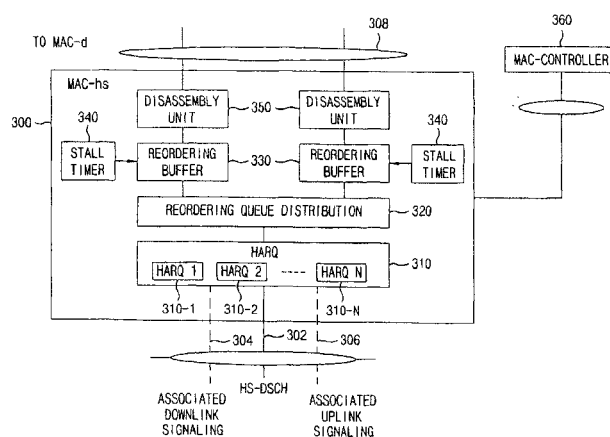 TO MAC-d
308
360
MAC-CONTROLLER
MAC-hs
300
340
DISASSEMBLY
UNIT
350
DISASSEMBLY
UNIT
340
STALL
TIMER
REORDERING
BUFFER
330
REORDERING
BUFFER
STALL
TIMER
REORDERING QUEUE DISTRIBUTION
320
HARQ
310
HARQ 1
HARQ 2
HARQ N
310-1
310-2
310-N
304
302
306
HS-DSCH
ASSOCIATED
DOWNLINK
SIGNALING
ASSOCIATED
UPLINK
SIGNALING